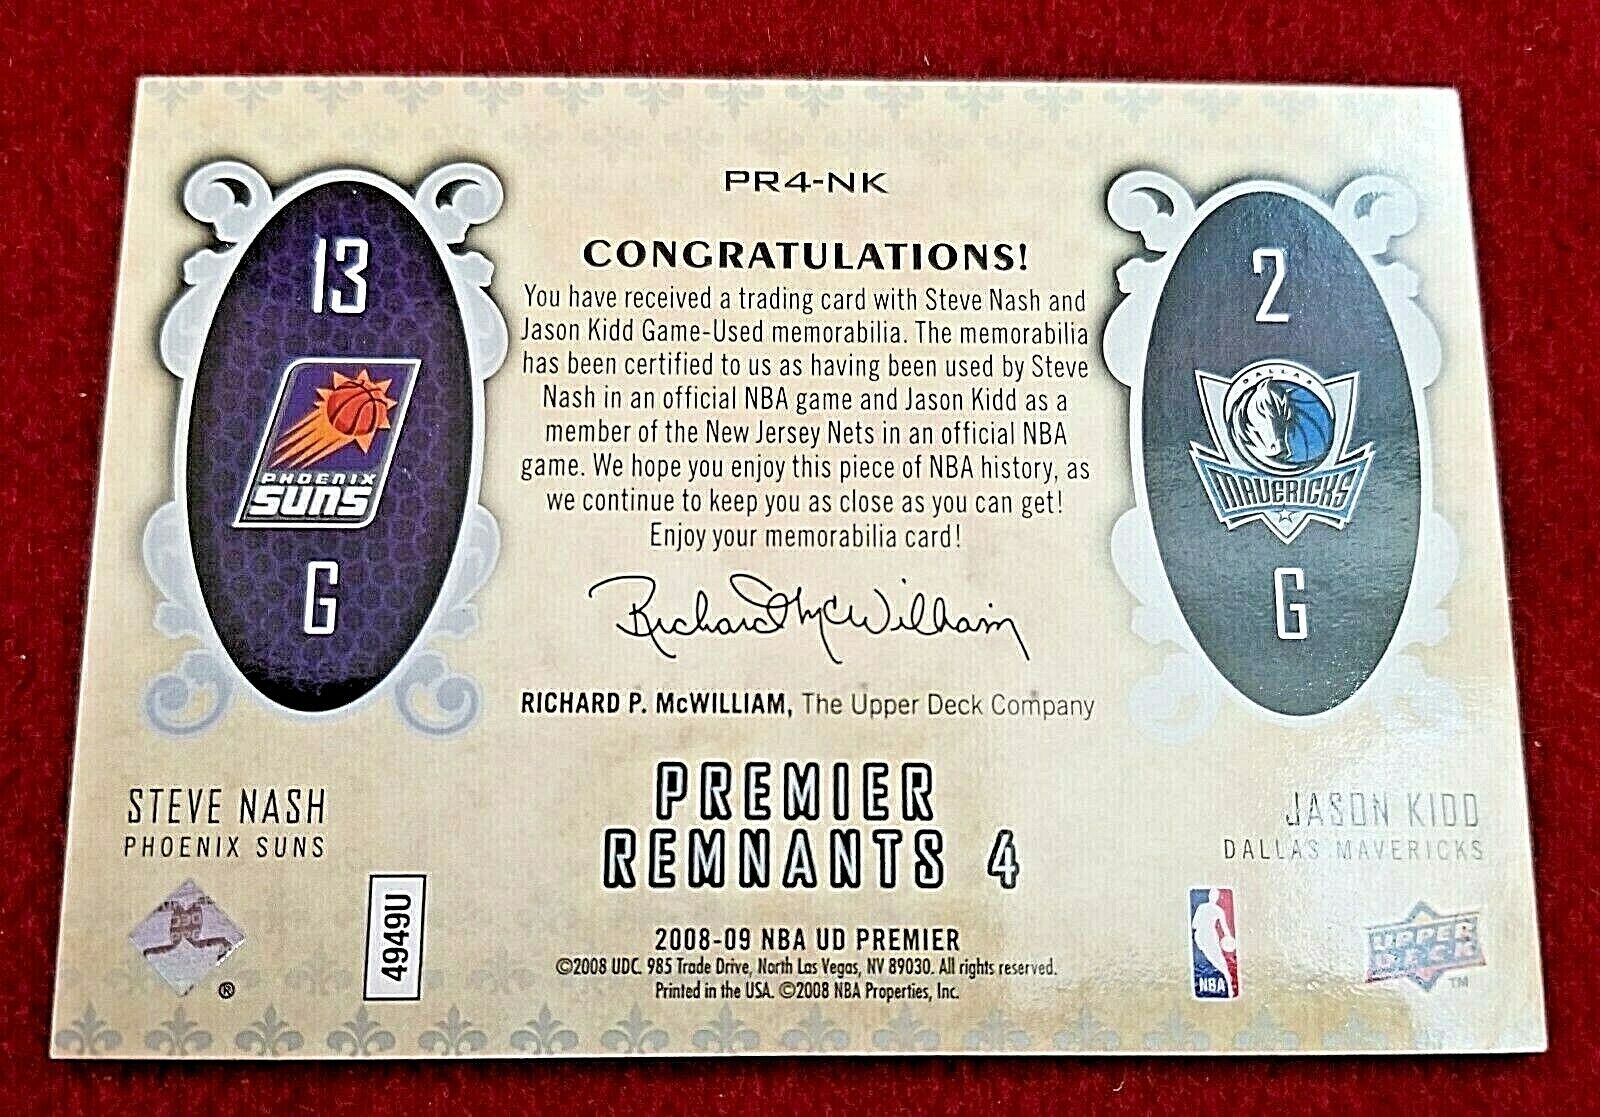 PR4-NK
13
PHOENIX
SUNS
G
CONGRATULATIONS!
You have received a trading card with Steve Nash and
Jason Kidd Game-Used memorabilia. The memorabilia
has been certified to us as having been used by Steve
Nash in an official NBA game and Jason Kidd as a
member of the New Jersey Nets in an official NBA
game. We hope you enjoy this piece of NBA history, as
we continue to keep you as close as you can get!
Enjoy your memorabilia card!
Richard McWilliam
RICHARD P. McWILLIAM, The Upper Deck Company
2
DALLAS
MAVERICKS
G
STEVE NASH
PHOENIX SUNS
PREMIER
REMNANTS 4
JASON KIDD
DALLAS MAVERICKS
®
4949U
2008-09 NBA UD PREMIER
©2008 UDC. 985 Trade Drive, North Las Vegas, NV 89030. All rights reserved.
Printed in the USA. ©2008 NBA Properties, Inc.
NBA
UPPER
DECK
TM